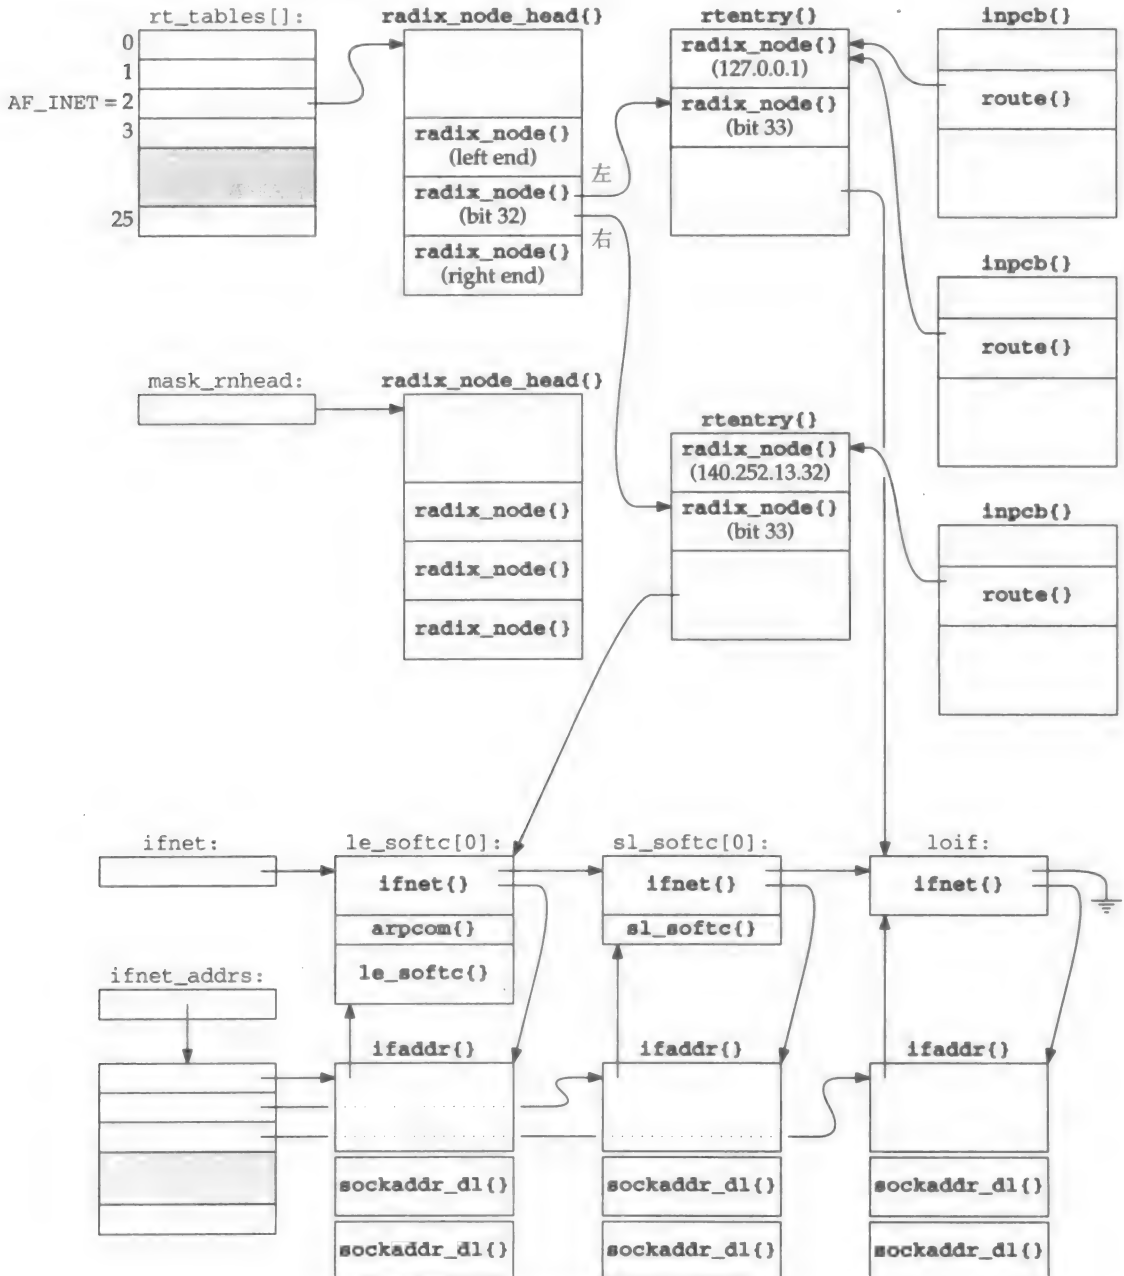 rt_tables[]:
radix_node_head{}
rtentry{}
inpcb{}
0
1
AF_INET = 2
3
25
radix_node{}
(left end)
radix_node{}
(bit 32)
radix_node{}
(right end)
左
右
radix_node{}
(127.0.0.1)
radix_node{}
(bit 33)
route{}
inpcb{}
route{}
mask_rnhead:
radix_node_head{}
radix_node{}
radix_node{}
radix_node{}
rtentry{}
radix_node{}
(140.252.13.32)
radix_node{}
(bit 33)
inpcb{}
route{}
ifnet:
le_softc[0]:
sl_softc[0]:
loif:
ifnet{}
ifnet{}
ifnet{}
arpcom{}
sl_softc{}
le_softc{}
ifnet_addrs:
ifaddr{}
ifaddr{}
ifaddr{}
sockaddr_dl{}
sockaddr_dl{}
sockaddr_dl{}
sockaddr_dl{}
sockaddr_dl{}
sockaddr_dl{}